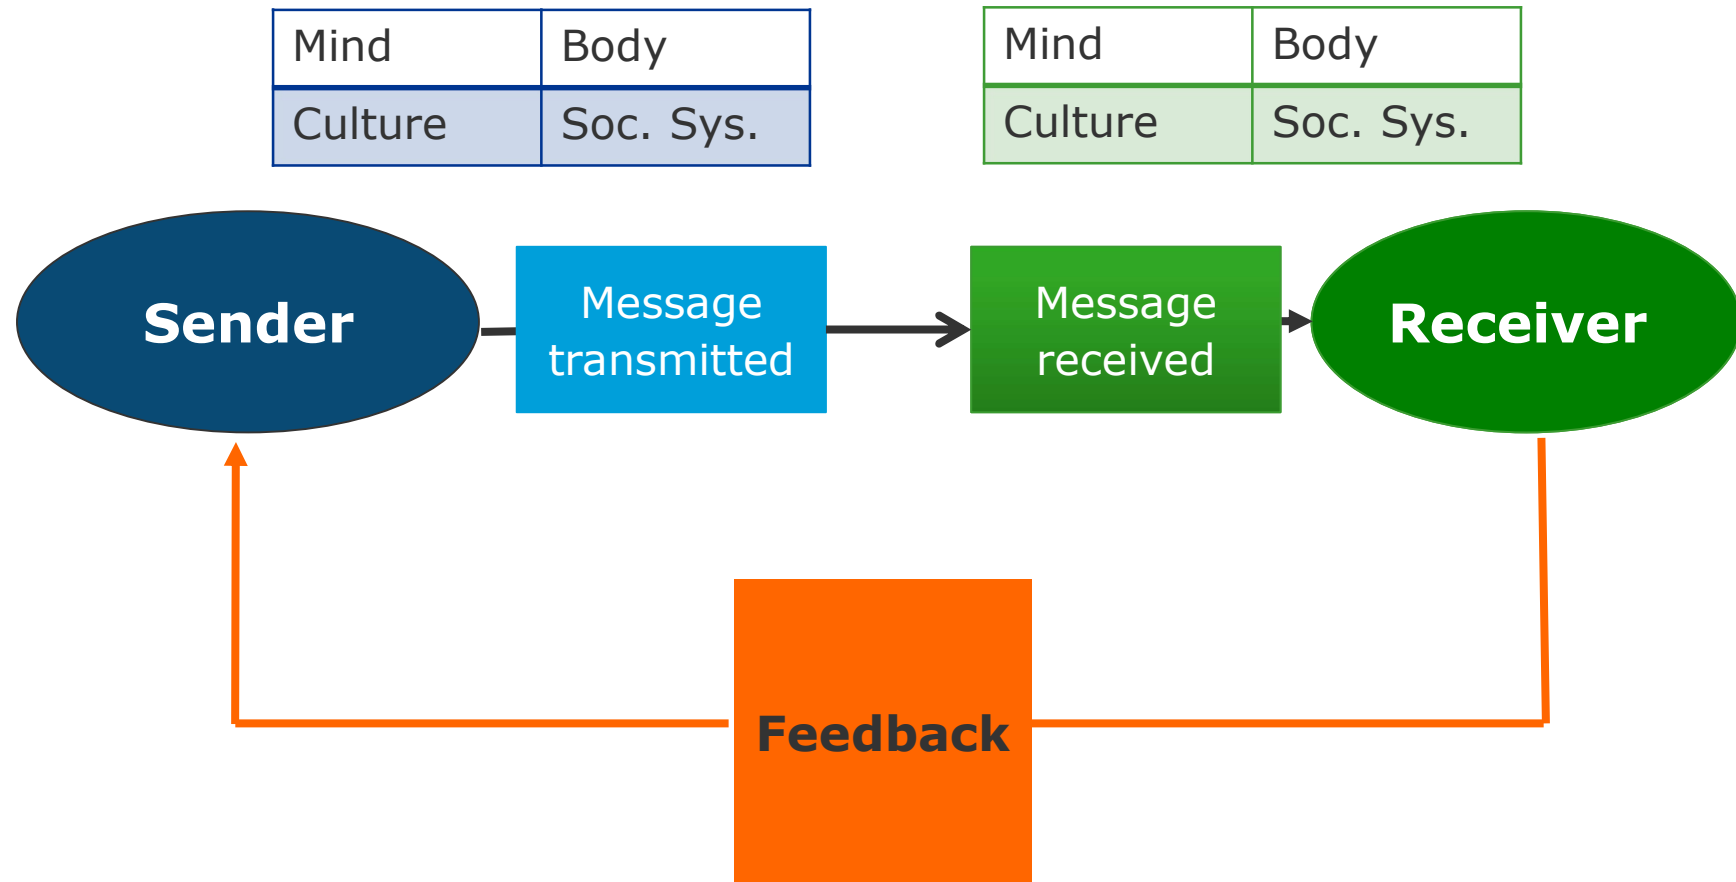 Mind Body
Culture Soc. Sys.
Mind Body
Culture Soc. Sys.
Sender
Message
transmitted
Message
received
Receiver
Feedback